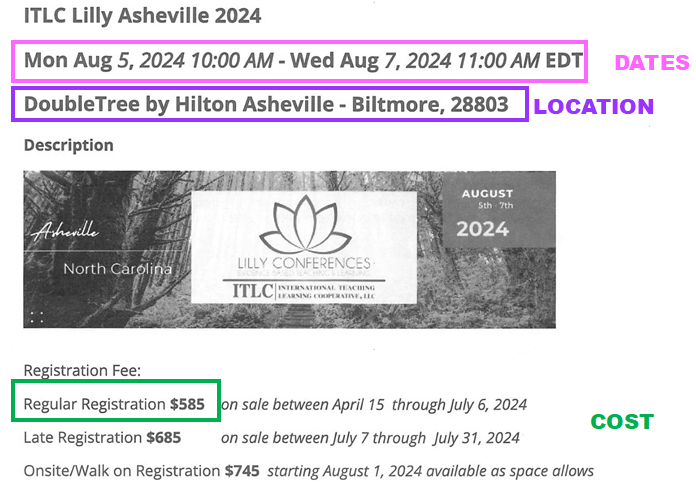 ITLC Lilly Asheville 2024
Mon Aug 5, 2024 10:00 AM - Wed Aug 7, 2024 11:00 AM EDT
DATES
DoubleTree by Hilton Asheville - Biltmore, 28803
LOCATION
Description
Asheville
North Carolina
LILLY CONFERENCES
EVIDENCE BASED TEACHING & LEARNING
ITLC INTERNATIONAL TEACHING
LEARNING COOPERATIVE, LLC
AUGUST
5th - 7th
2024
Registration Fee:
Regular Registration $585 on sale between April 15 through July 6, 2024
COST
Late Registration $685 on sale between July 7 through July 31, 2024
Onsite/Walk on Registration $745 starting August 1, 2024 available as space allows